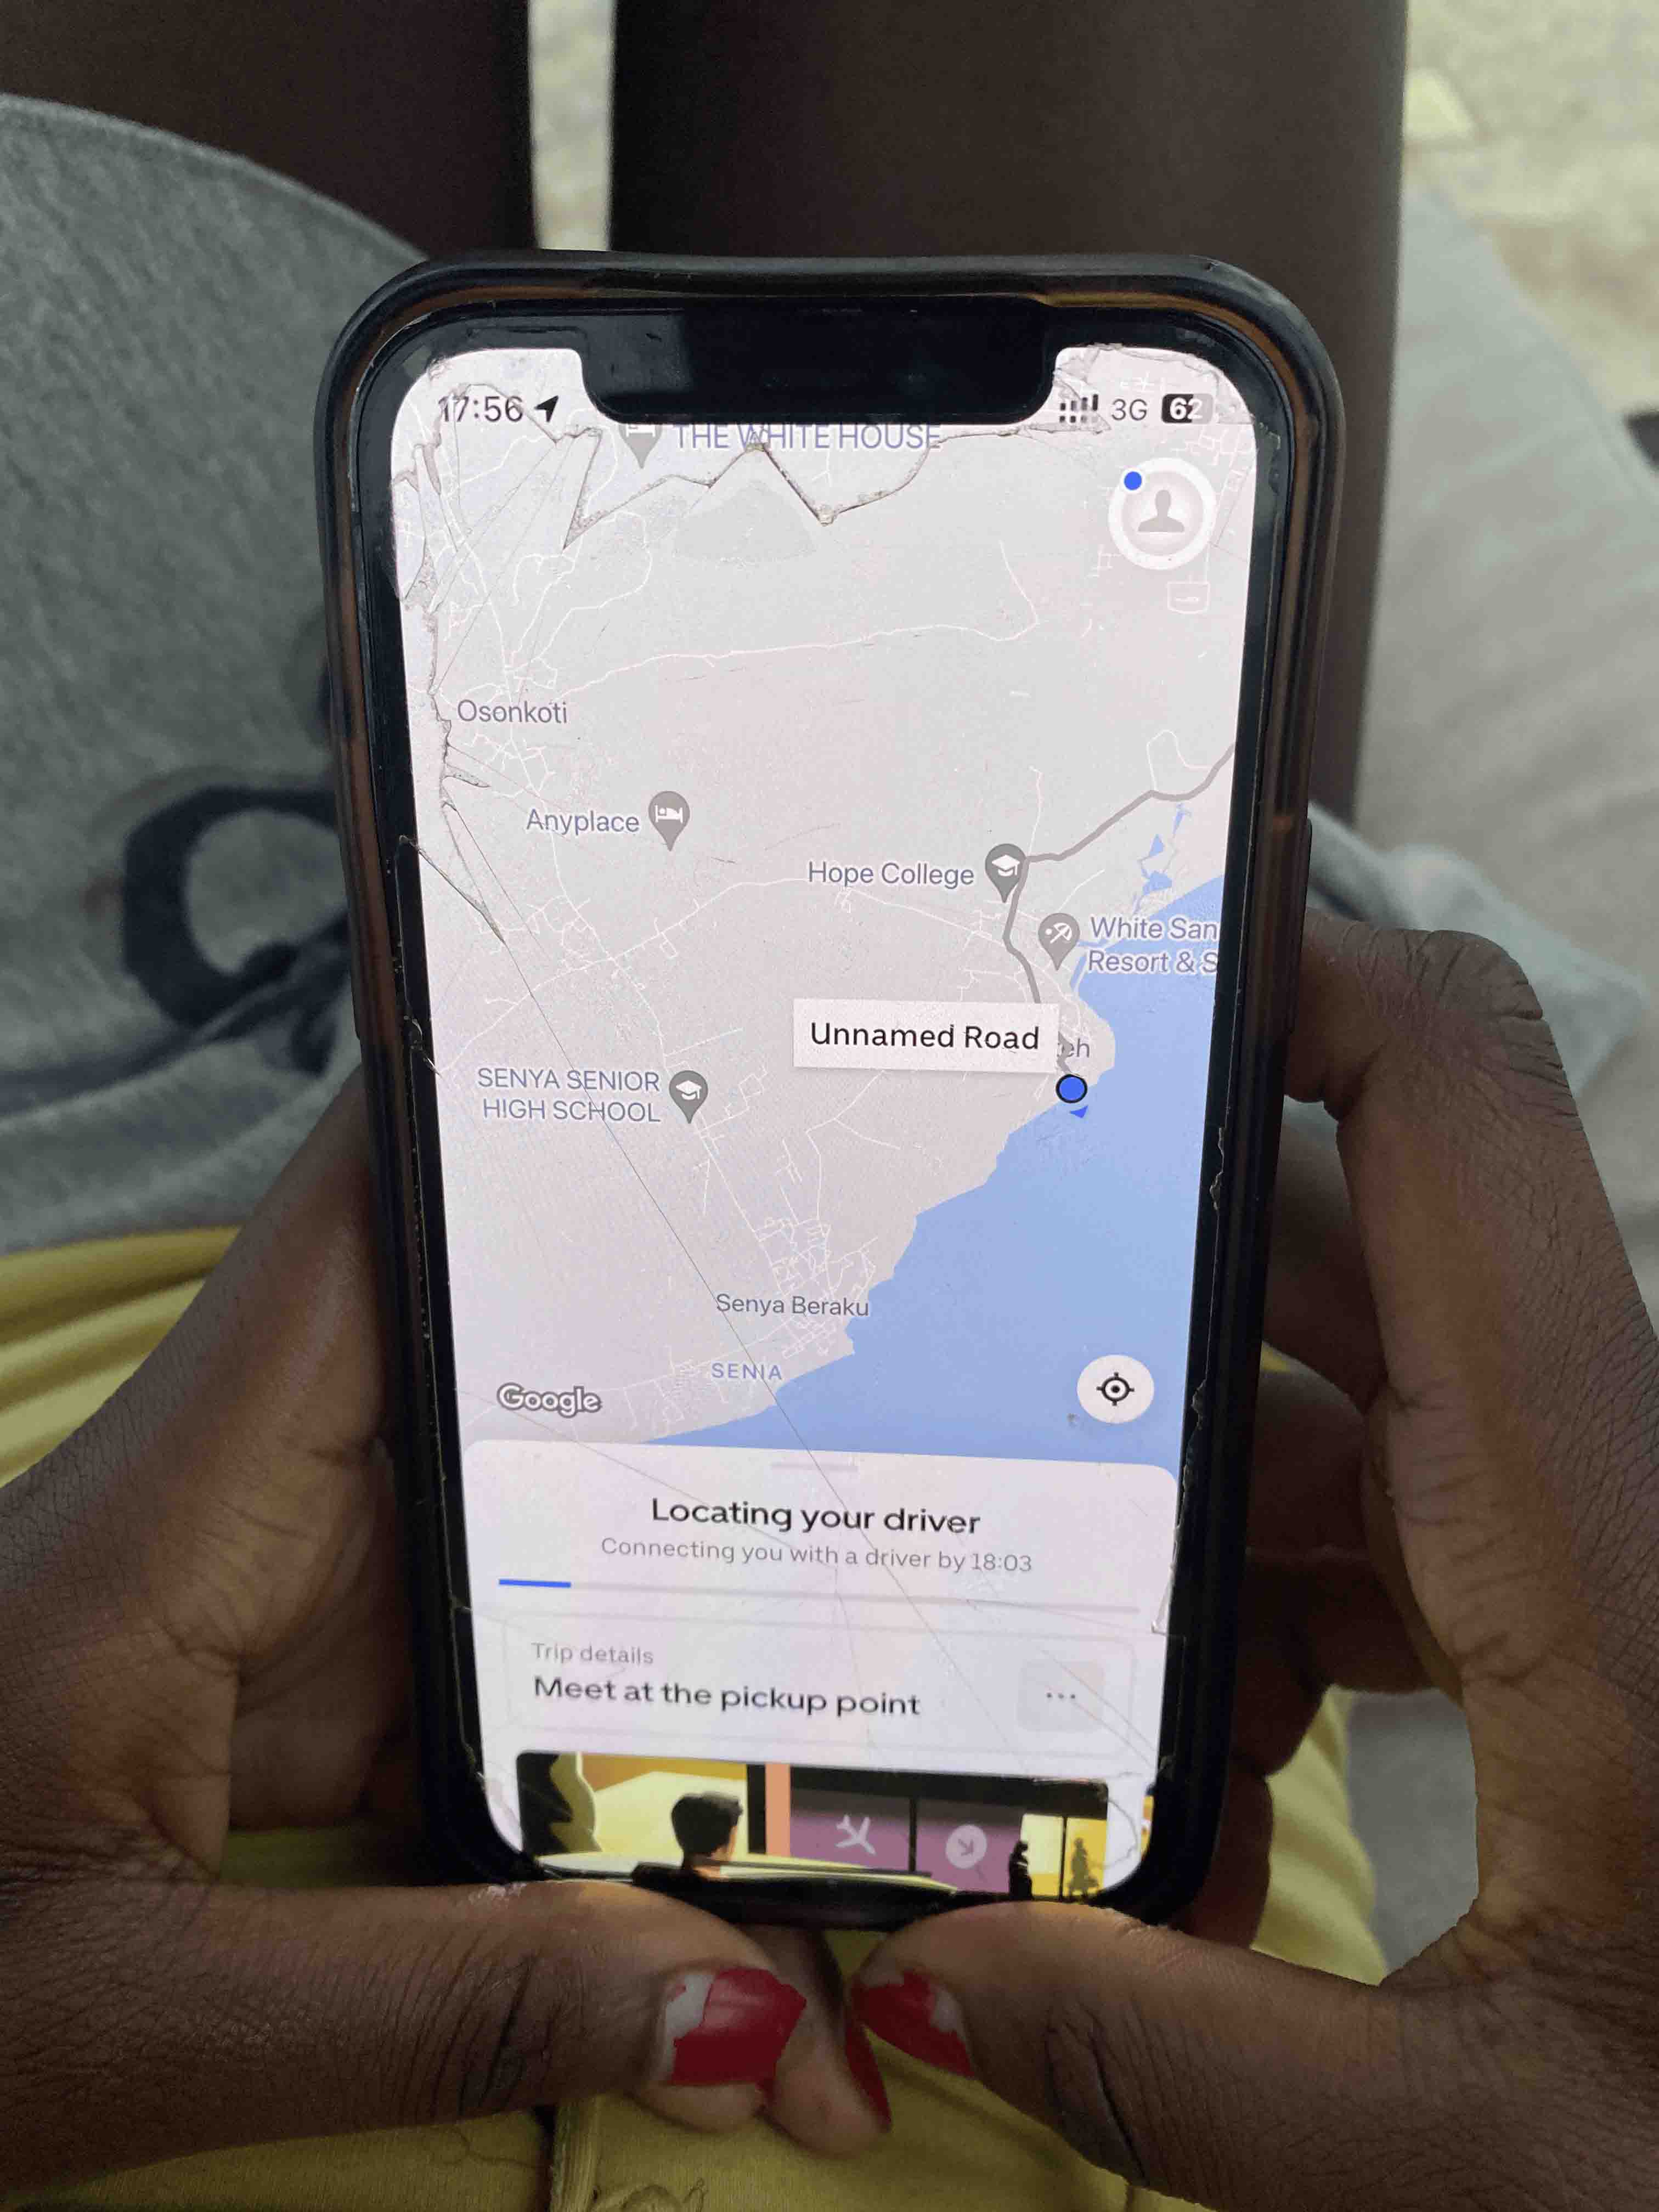 17:56
3G 62
THE WHITE HOUSE
Osonkoti
Anyplace
Hope College
White San
Resort & S
Unnamed Road
eh
SENYA SENIOR
HIGH SCHOOL
Senya Beraku
SENIA
Google
Locating your driver
Connecting you with a driver by 18:03
Trip details
Meet at the pickup point